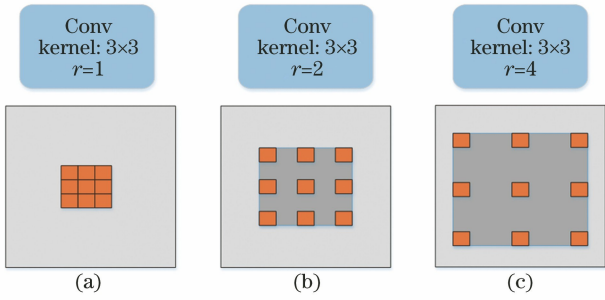 Conv
kernel: 3×3
r=1
Conv
kernel: 3×3
r=2
Conv
kernel: 3×3
r=4
(a)
(b)
(c)